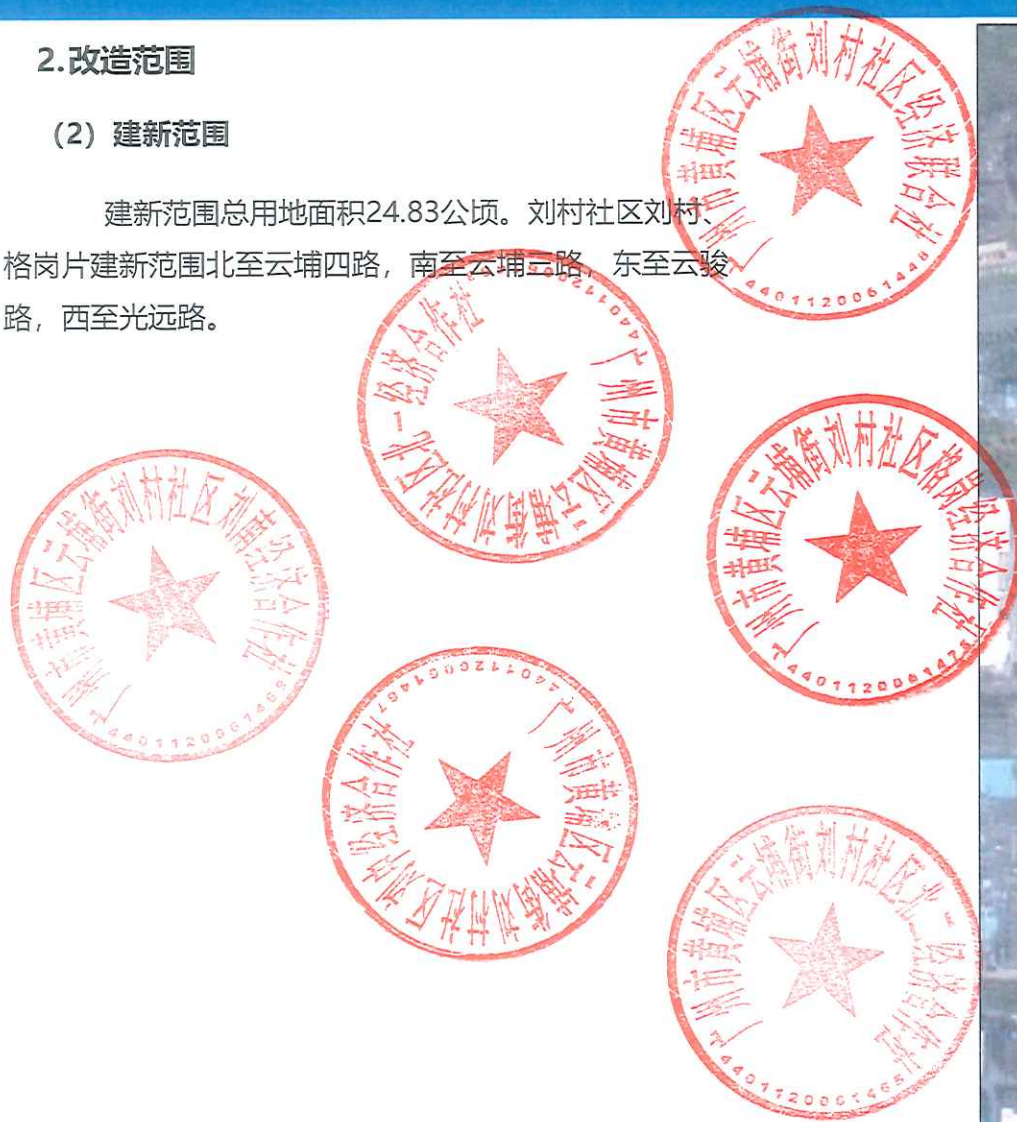 2.改造范围
（2）建新范围
建新范围总用地面积24.83公顷。刘村社区刘村、
格岗片建新范围北至云埔四路，南至云埔三路，东至云骏
路，西至光远路。
广州市黄埔区云埔街刘村社区经济联合社
4401120061448
广州市黄埔区云埔街刘村社区北一经济合作社
广州市黄埔区云埔街刘村社区格岗经济合作社
广州市黄埔区云埔街刘村社区刘南经济合作社
广州市黄埔区云埔街刘村社区
经济合作社
4401120061467
广州市黄埔区云埔街刘村社区北二经济合作社